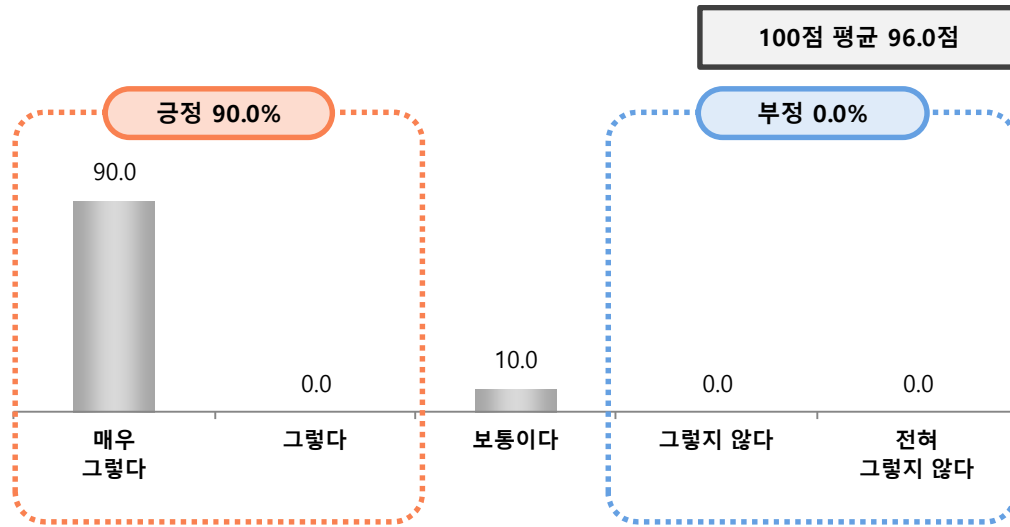 100점 평균 96.0점
긍정 90.0%
부정 0.0%
90.0
0.0
10.0
0.0
0.0
매우
그렇다
그렇다
보통이다
그렇지 않다
전혀
그렇지 않다